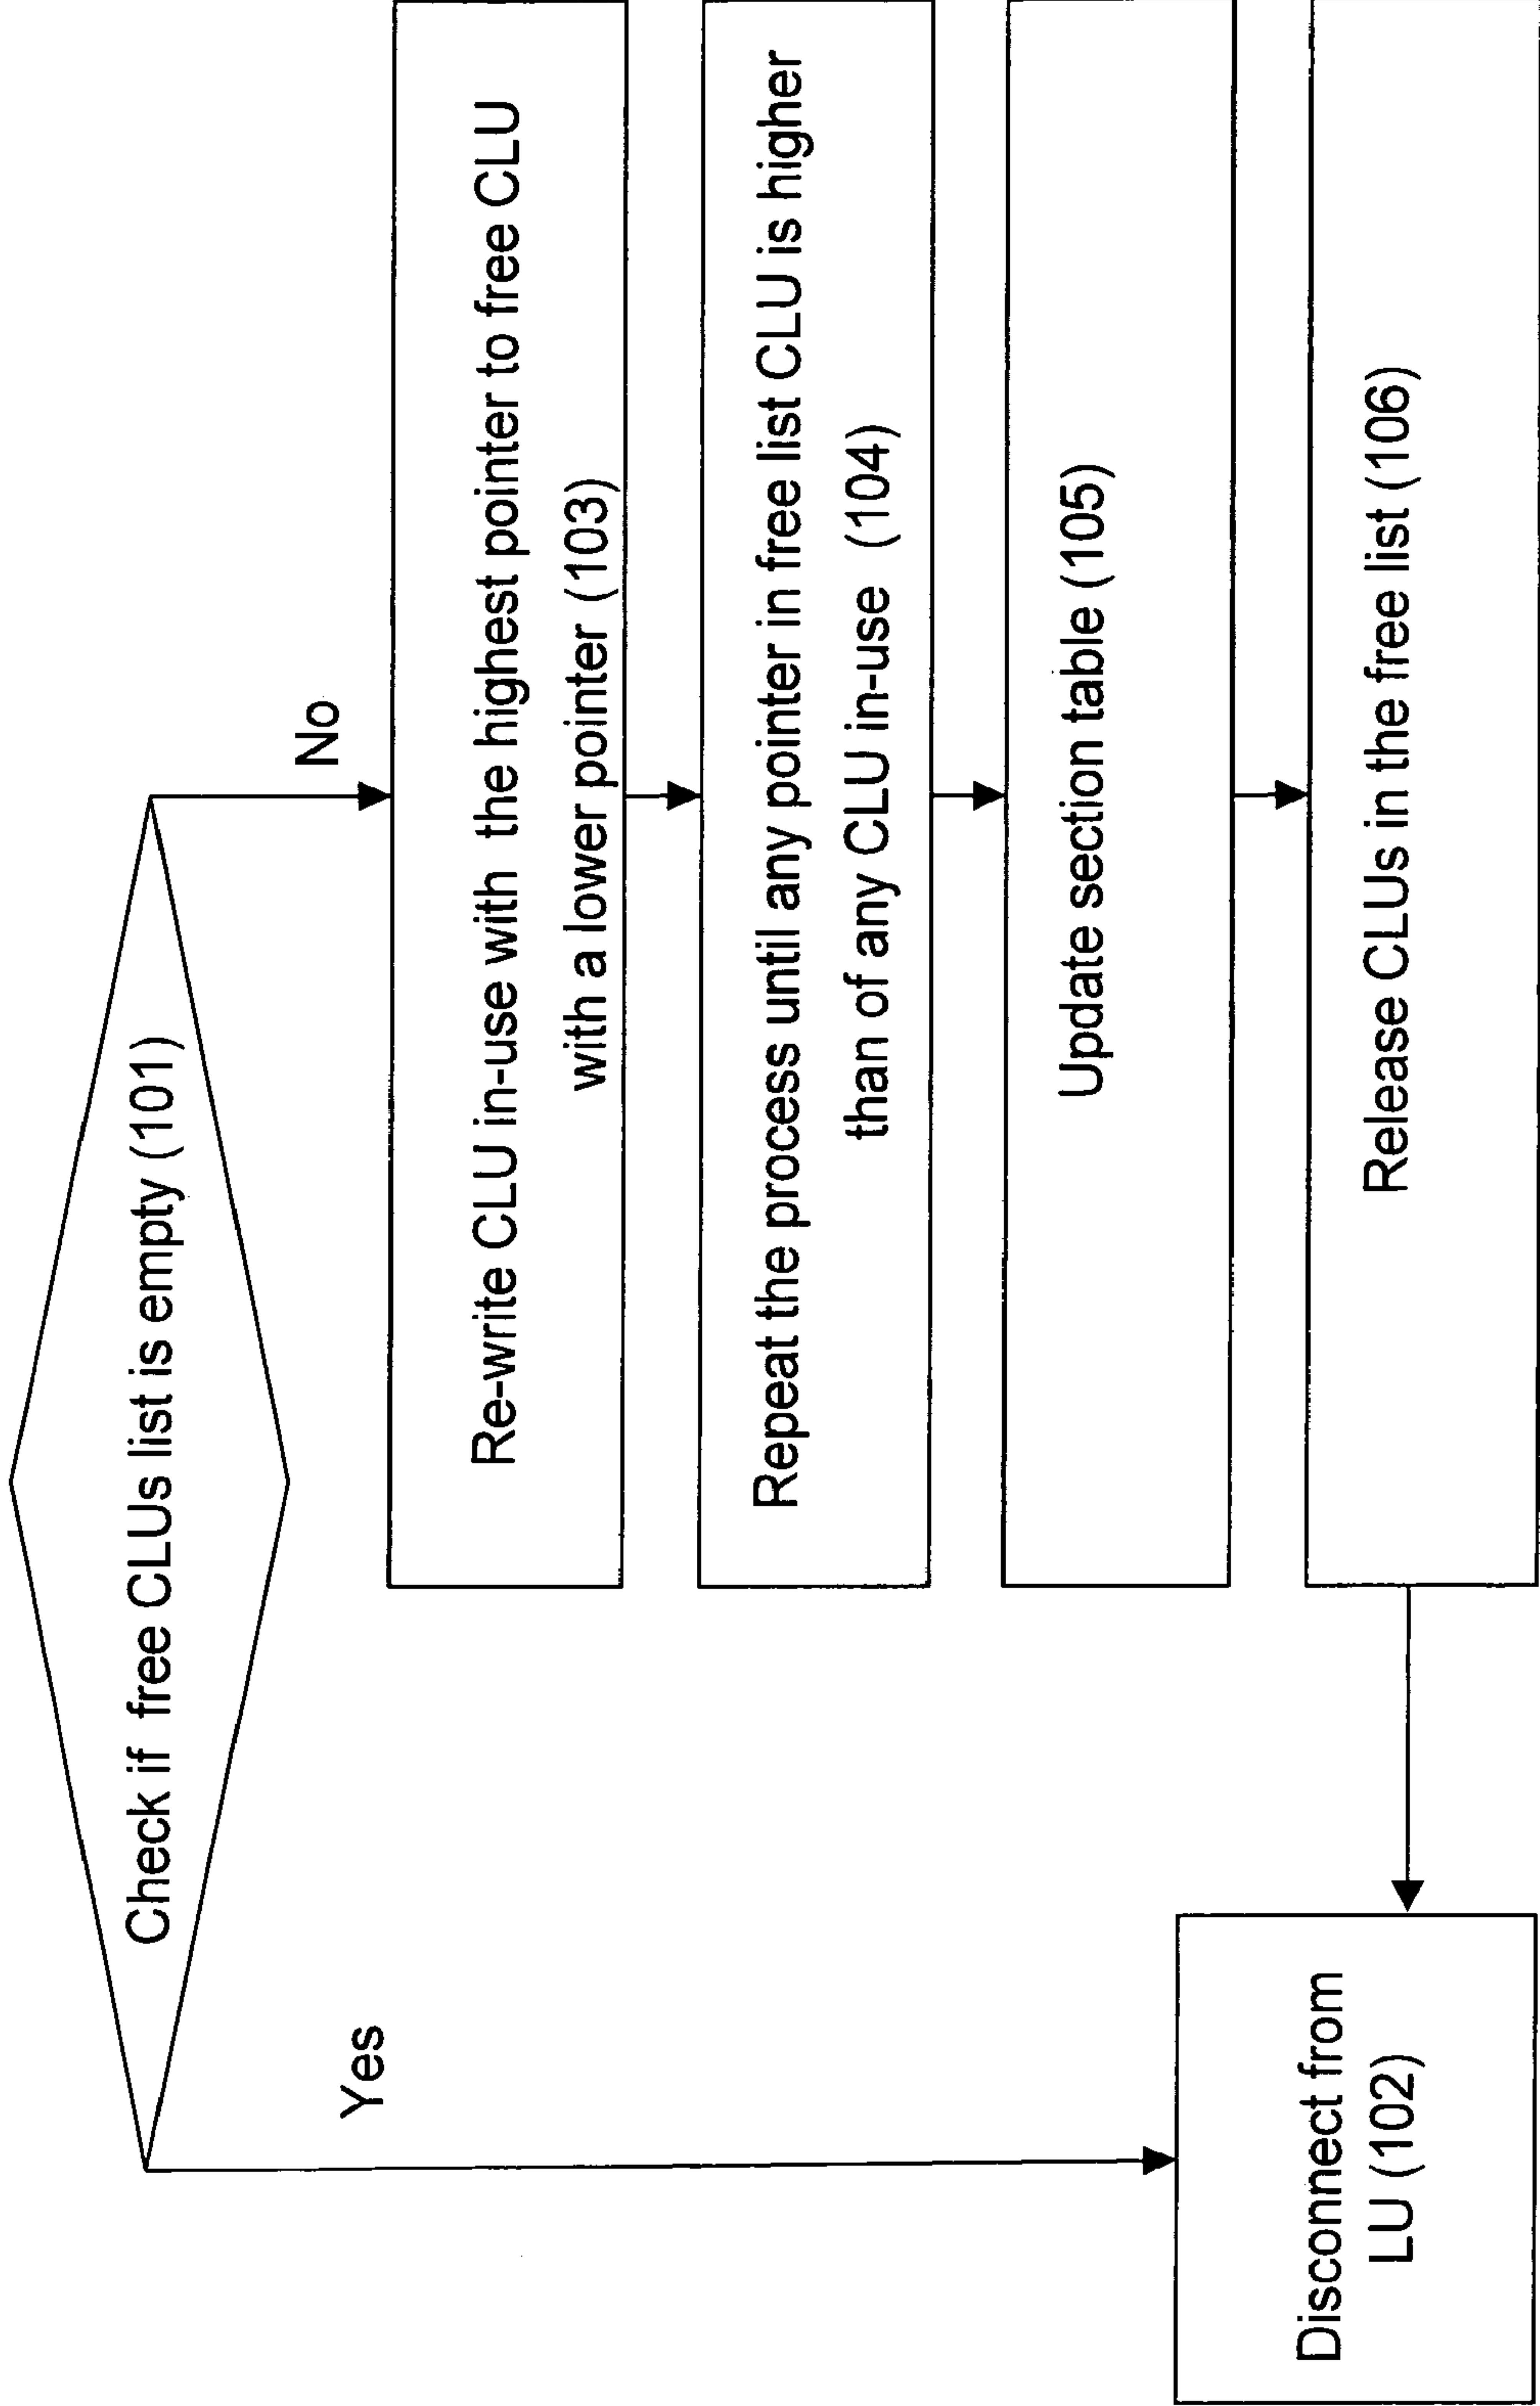 Check if free CLUs list is empty (101)
No
Yes
Re-write CLU in-use with the highest pointer to free CLU
with a lower pointer (103)
Repeat the process until any pointer in free list CLU is higher
than of any CLU in-use (104)
Update section table (105)
Release CLUs in the free list (106)
Disconnect from
LU (102)